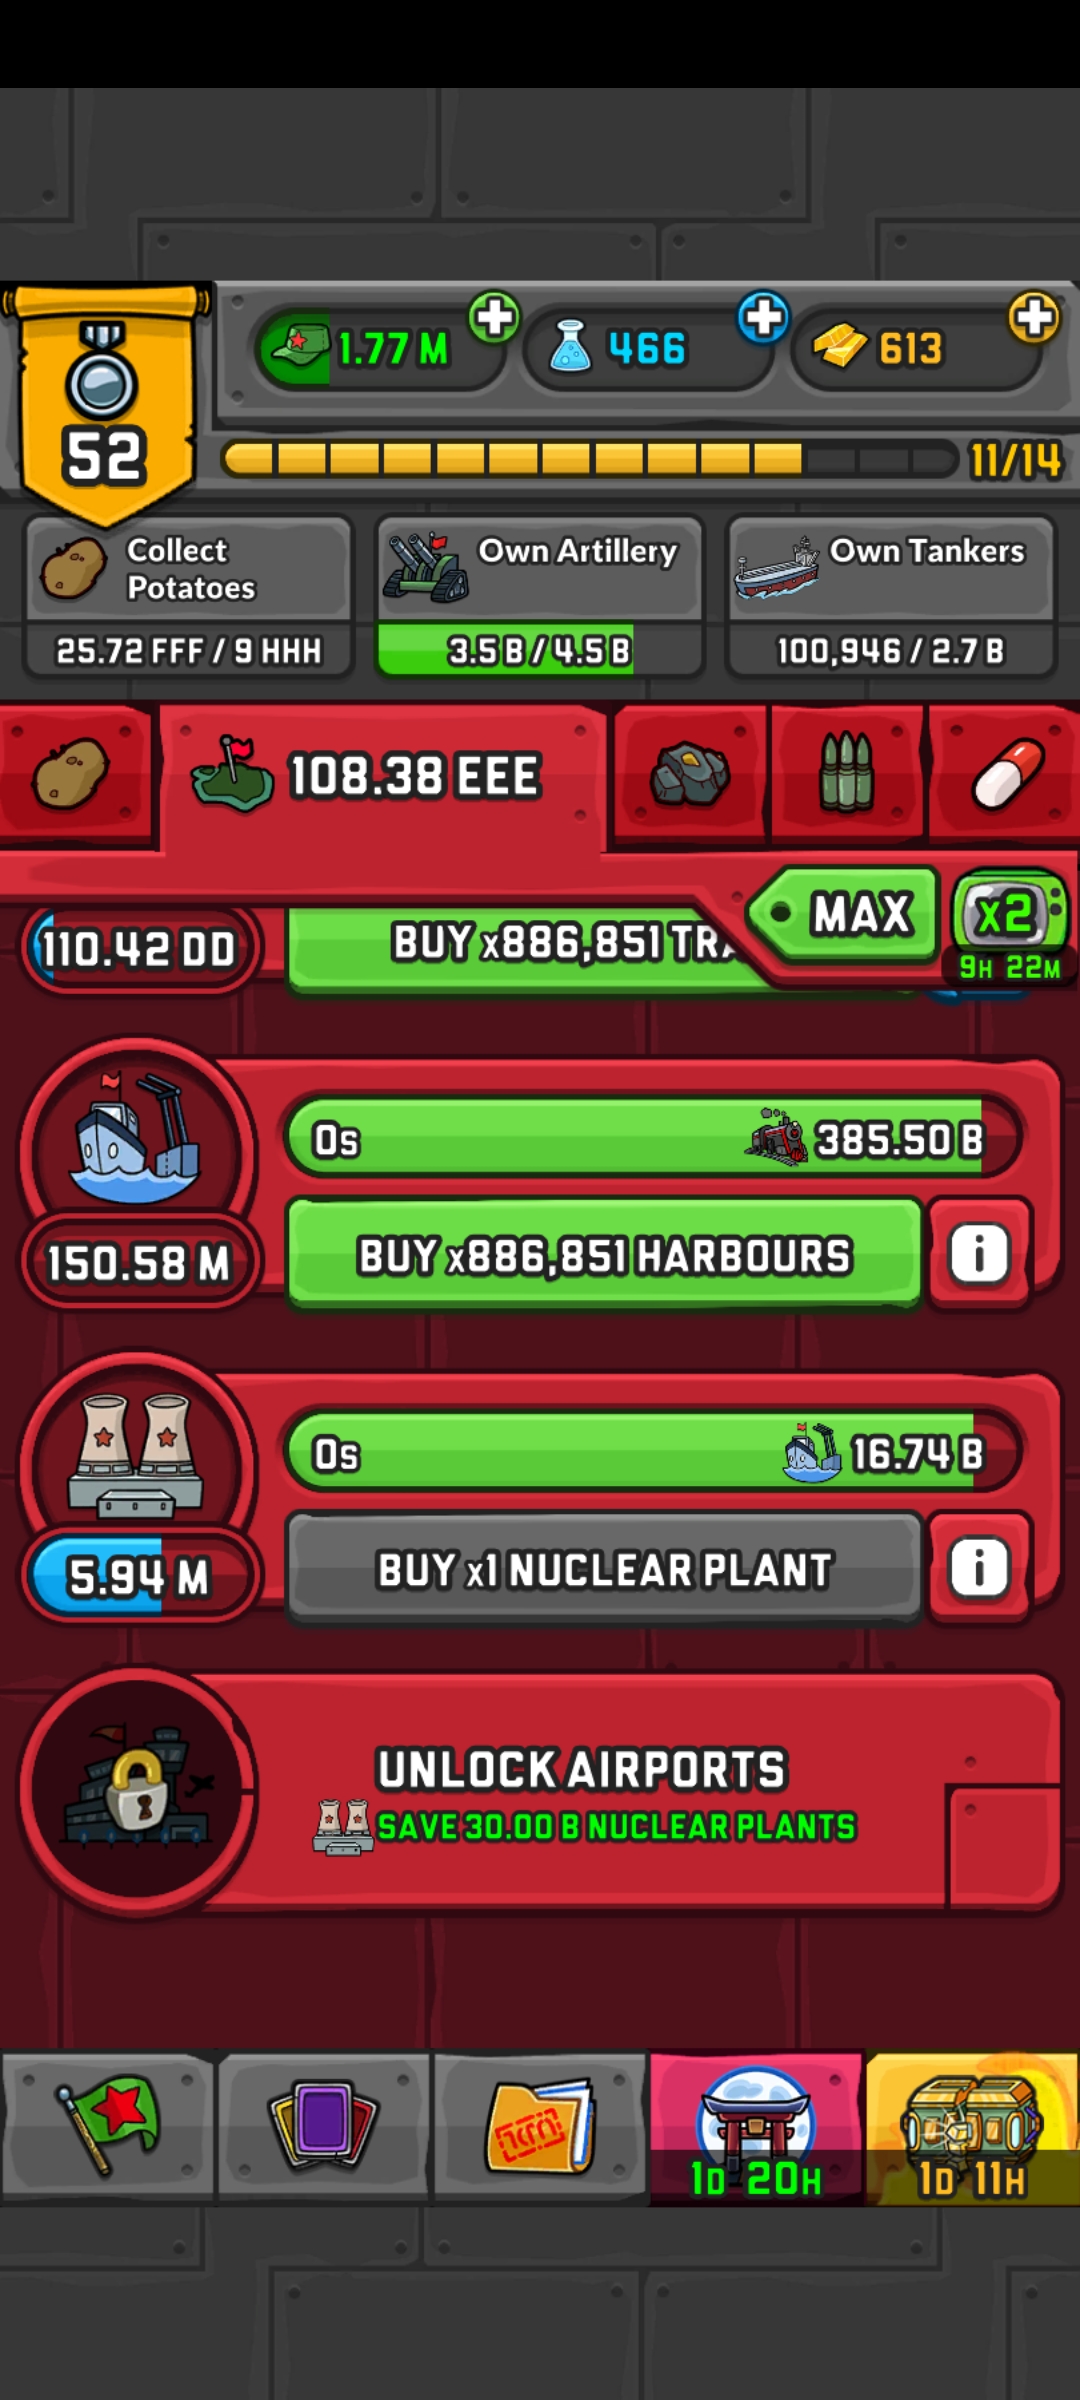 1.77 M
466
613
52
11/14
Collect
Potatoes
Own Artillery
Own Tankers
25.72 FFF / 9 HHH
3.5 B / 4.5 B
100,946 / 2.7 B
108.38 EEE
MAX
x2
9H 22M
110.42 DD
BUY x886,851 TRA
0s
385.50 B
150.58 M
BUY x886,851 HARBOURS
i
0s
16.74 B
5.94 M
BUY x1 NUCLEAR PLANT
i
UNLOCK AIRPORTS
SAVE 30.00 B NUCLEAR PLANTS
1D 20H
1D 11H